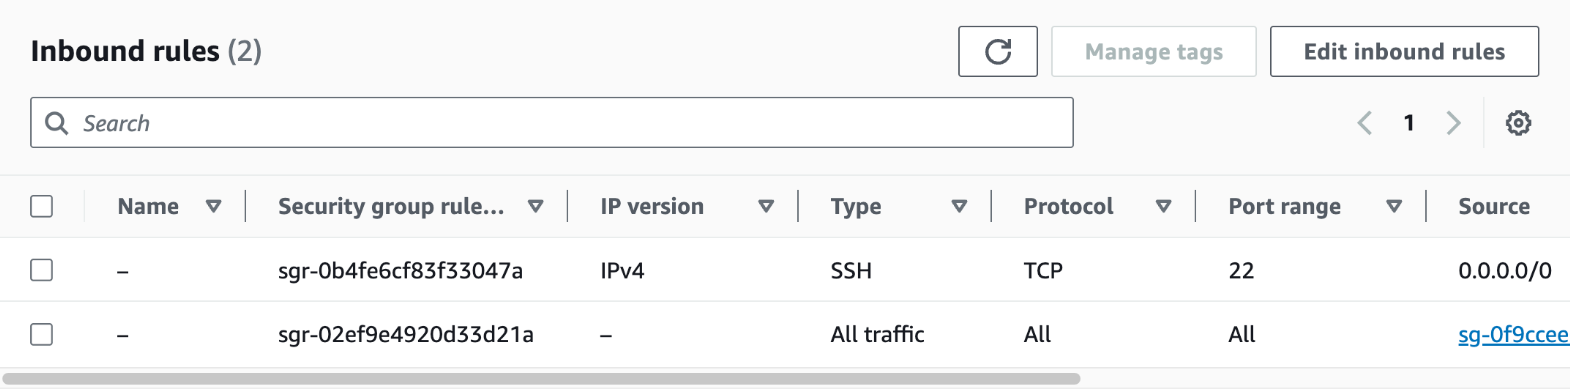 Inbound rules (2)
Manage tags
Edit inbound rules
Search
1
Name Security group rule... IP version Type Protocol Port range Source
– sgr-0b4fe6cf83f33047a IPv4 SSH TCP 22 0.0.0.0/0
– sgr-02ef9e4920d33d21a – All traffic All All sg-0f9ccee